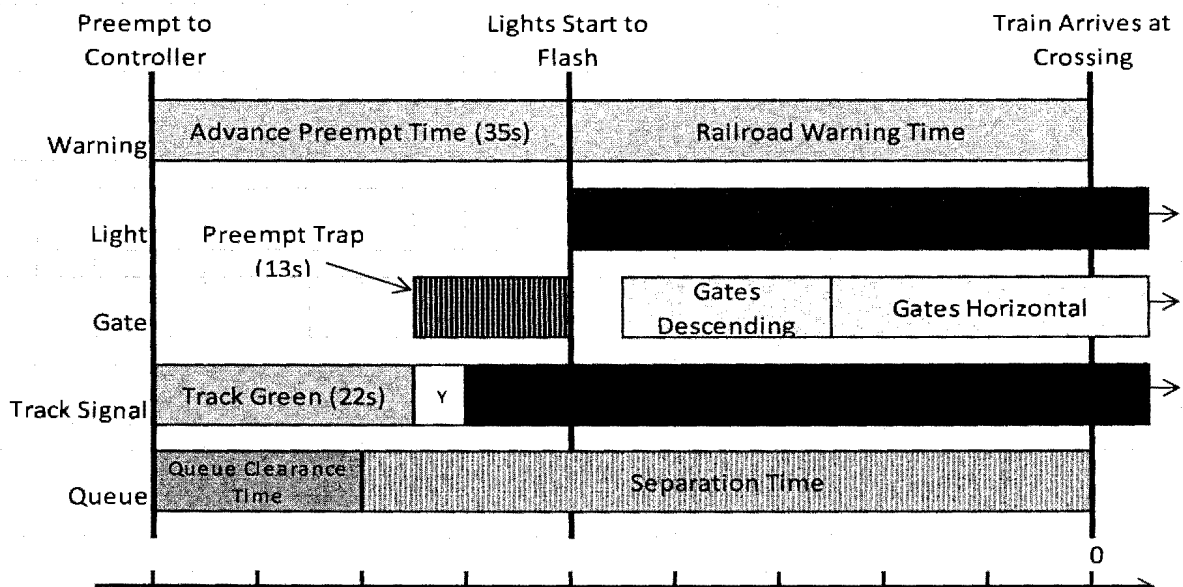 Preempt to
Controller
Lights Start to
Flash
Train Arrives at
Crossing
Warning
Advance Preempt Time (35s)
Railroad Warning Time
Light
Preempt Trap
(13s)
Gate
Gates
Descending
Gates Horizontal
Track Signal
Track Green (22s)
Y
Queue
Queue Clearance
Time
Separation Time
0